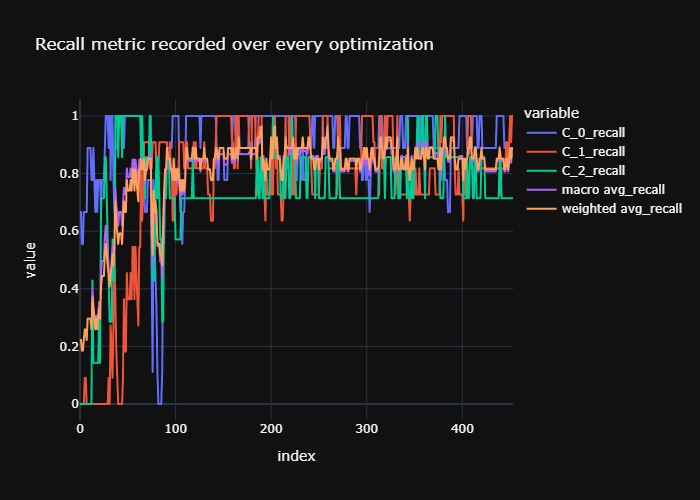 Recall metric recorded over every optimization
variable
C_0_recall
C_1_recall
C_2_recall
macro avg_recall
weighted avg_recall
1
0.8
0.6
0.4
0.2
0
value
0 100 200 300 400
index